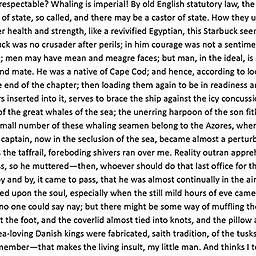 respectable? Whaling is imperial! By old English statutory law, the
of state, so called, and there may be a castor of state. How they u
er health and strength, like a revivified Egyptian, this Starbuck see
uck was no crusader after perils; in him courage was not a sentime
; men may have mean and meagre faces; but man, in the ideal, is
nd mate. He was a native of Cape Cod; and hence, according to lo
e end of the chapter; then loading them again to be in readiness a
rs inserted into it, serves to brace the ship against the icy concussi
of the great whales of the sea; the unerring harpoon of the son fitl
small number of these whaling seamen belong to the Azores, wher
captain, now in the seclusion of the sea, became almost a perturb
s the taffrail, foreboding shivers ran over me. Reality outran appreh
ss, so he muttered—then, whoever should do that last office for th
by and by, it came to pass, that he was almost continually in the air
ed upon the soul, especially when the still mild hours of eve came
no one could say nay; but there might be some way of muffling the
t the foot, and the coverlid almost tied into knots, and the pillow a
ea-loving Danish kings were fabricated, saith tradition, of the tusks
member—that makes the living insult, my little man. And thinks I to